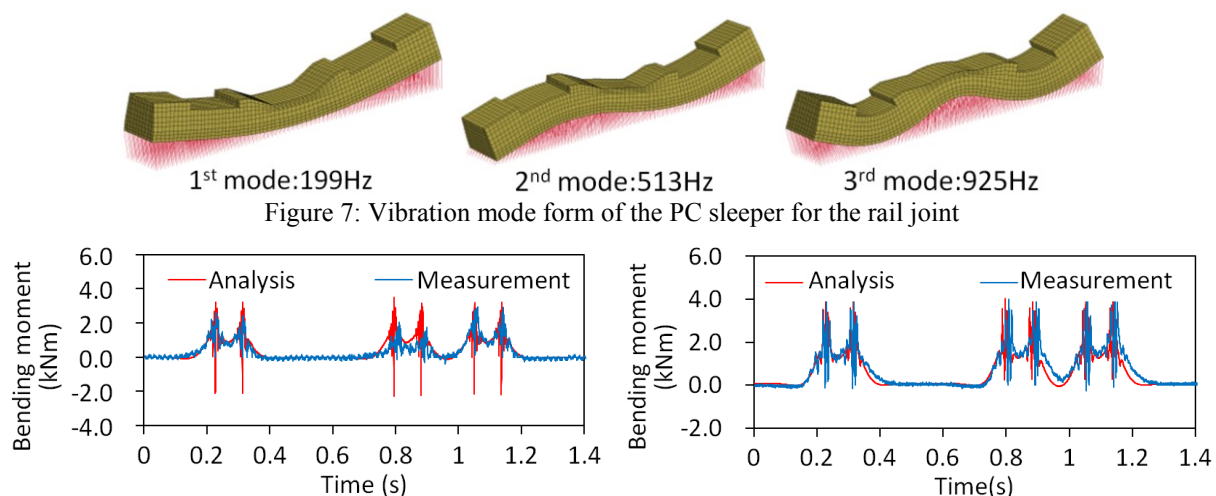 1st mode:199Hz
2nd mode:513Hz
3rd mode:925Hz
Figure 7: Vibration mode form of the PC sleeper for the rail joint
Bending moment
(kNm)
6.0
4.0
2.0
0.0
-2.0
-4.0
Analysis
Measurement
0 0.2 0.4 0.6 0.8 1 1.2 1.4
Time (s)
Bending moment
(kNm)
6.0
4.0
2.0
0.0
-2.0
Analysis
Measurement
0 0.2 0.4 0.6 0.8 1 1.2 1.4
Time(s)